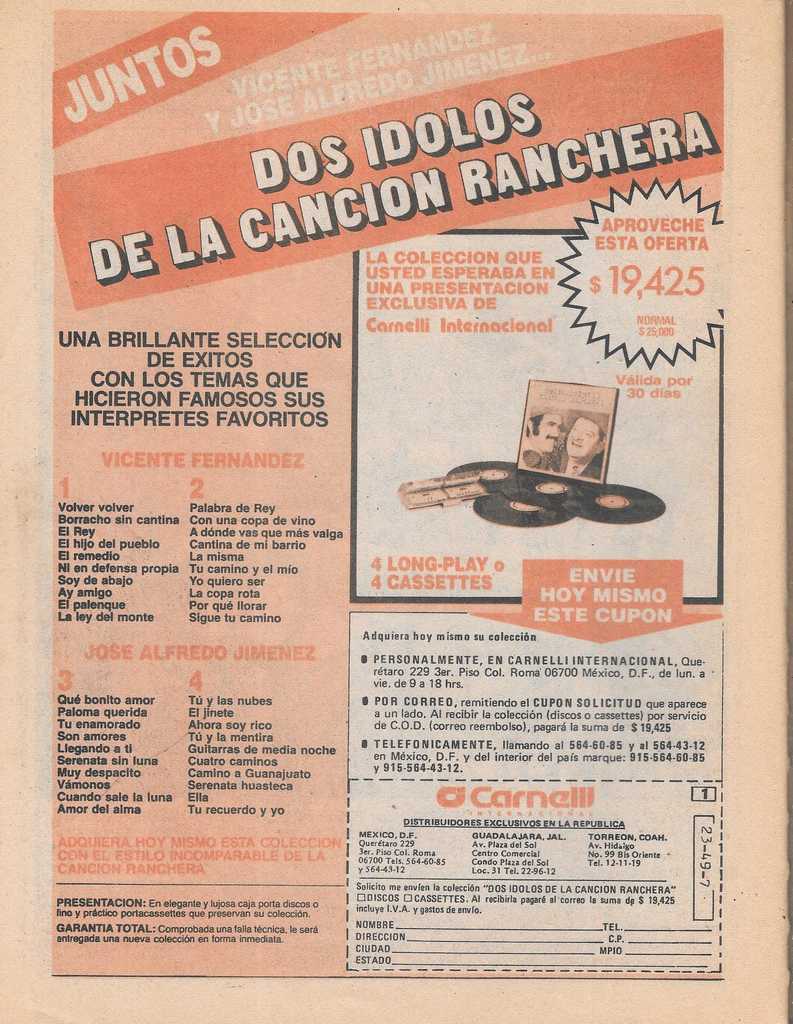 JUNTOS
VICENTE FERNANDEZ
Y JOSE ALFREDO JIMENEZ...
DOS IDOLOS
DE LA CANCION RANCHERA
APROVECHE
ESTA OFERTA
$ 19,425
NORMAL
$ 25,000
Válida por
30 días
LA COLECCION QUE
USTED ESPERABA EN
UNA PRESENTACION
EXCLUSIVA DE
Carnelli Internacional
4 LONG-PLAY o
4 CASSETTES
UNA BRILLANTE SELECCIÓN
DE EXITOS
CON LOS TEMAS QUE
HICIERON FAMOSOS SUS
INTERPRETES FAVORITOS
VICENTE FERNANDEZ
1
Volver volver
Borracho sin cantina
El Rey
El hijo del pueblo
El remedio
Ni en defensa propia
Soy de abajo
Ay amigo
El palenque
La ley del monte
2
Palabra de Rey
Con una copa de vino
A dónde vas que más valga
Cantina de mi barrio
La misma
Tu camino y el mío
Yo quiero ser
La copa rota
Por qué llorar
Sigue tu camino
JOSE ALFREDO JIMENEZ
3
Qué bonito amor
Paloma querida
Tu enamorado
Son amores
Llegando a ti
Serenata sin luna
Muy despacito
Vámonos
Cuando sale la luna
Amor del alma
4
Tú y las nubes
El jinete
Ahora soy rico
Tú y la mentira
Guitarras de media noche
Cuatro caminos
Camino a Guanajuato
Serenata huasteca
Ella
Tu recuerdo y yo
ADQUIERA HOY MISMO ESTA COLECCION
CON EL ESTILO INCOMPARABLE DE LA
CANCION RANCHERA
PRESENTACION: En elegante y lujosa caja porta discos o
fino y práctico portacassettes que preservan su colección.
GARANTIA TOTAL: Comprobada una falla técnica, le será
entregada una nueva colección en forma inmediata.
ENVIE
HOY MISMO
ESTE CUPON
Adquiera hoy mismo su colección
● PERSONALMENTE, EN CARNELLI INTERNACIONAL, Que-
rétaro 229 3er. Piso Col. Roma 06700 México, D.F., de lun. a
vie. de 9 a 18 hrs.
● POR CORREO, remitiendo el CUPON SOLICITUD que aparece
a un lado. Al recibir la colección (discos o cassettes) por servicio
de C.O.D. (correo reembolso), pagará la suma de $ 19,425
● TELEFONICAMENTE, llamando al 564-60-85 y al 564-43-12
en México, D.F. y del interior del país marque: 915-564-60-85
y 915-564-43-12.
Carnelli
INTERNACIONAL
1
DISTRIBUIDORES EXCLUSIVOS EN LA REPUBLICA
MEXICO, D.F.
Querétaro 229
3er. Piso Col. Roma
06700 Tels. 564-60-85
y 564-43-12
GUADALAJARA, JAL.
Av. Plaza del Sol
Centro Comercial
Condo Plaza del Sol
Loc. 31 Tel. 22-96-12
TORREON, COAH.
Av. Hidalgo
No. 99 Bis Oriente
Tel. 12-11-19
23-49-7
Solicito me envíen la colección "DOS IDOLOS DE LA CANCION RANCHERA"
☐DISCOS ☐CASSETTES. Al recibirla pagaré al correo la suma de $ 19,425
incluye I.V.A. y gastos de envío.
NOMBRE TEL.
DIRECCION C.P.
CIUDAD MPIO
ESTADO